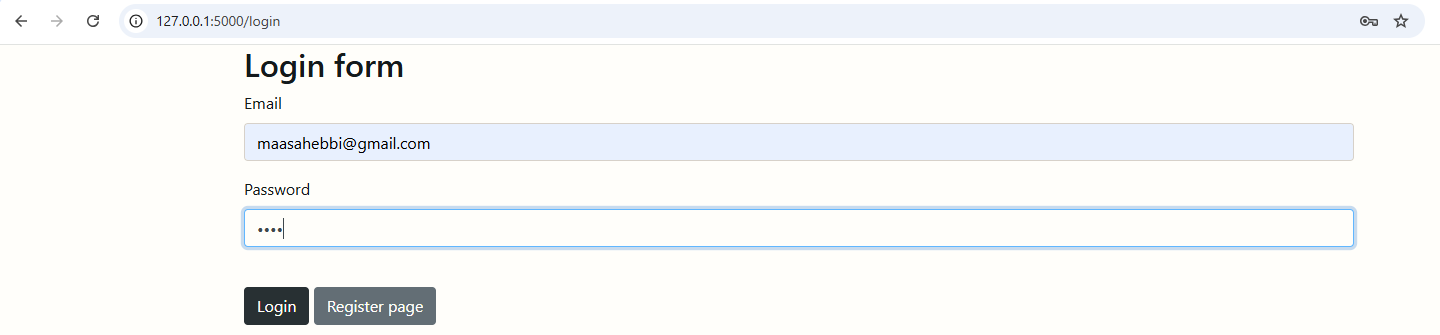 127.0.0.1:5000/login
Login form
Email
maasahebbi@gmail.com
Password
••••
Login Register page